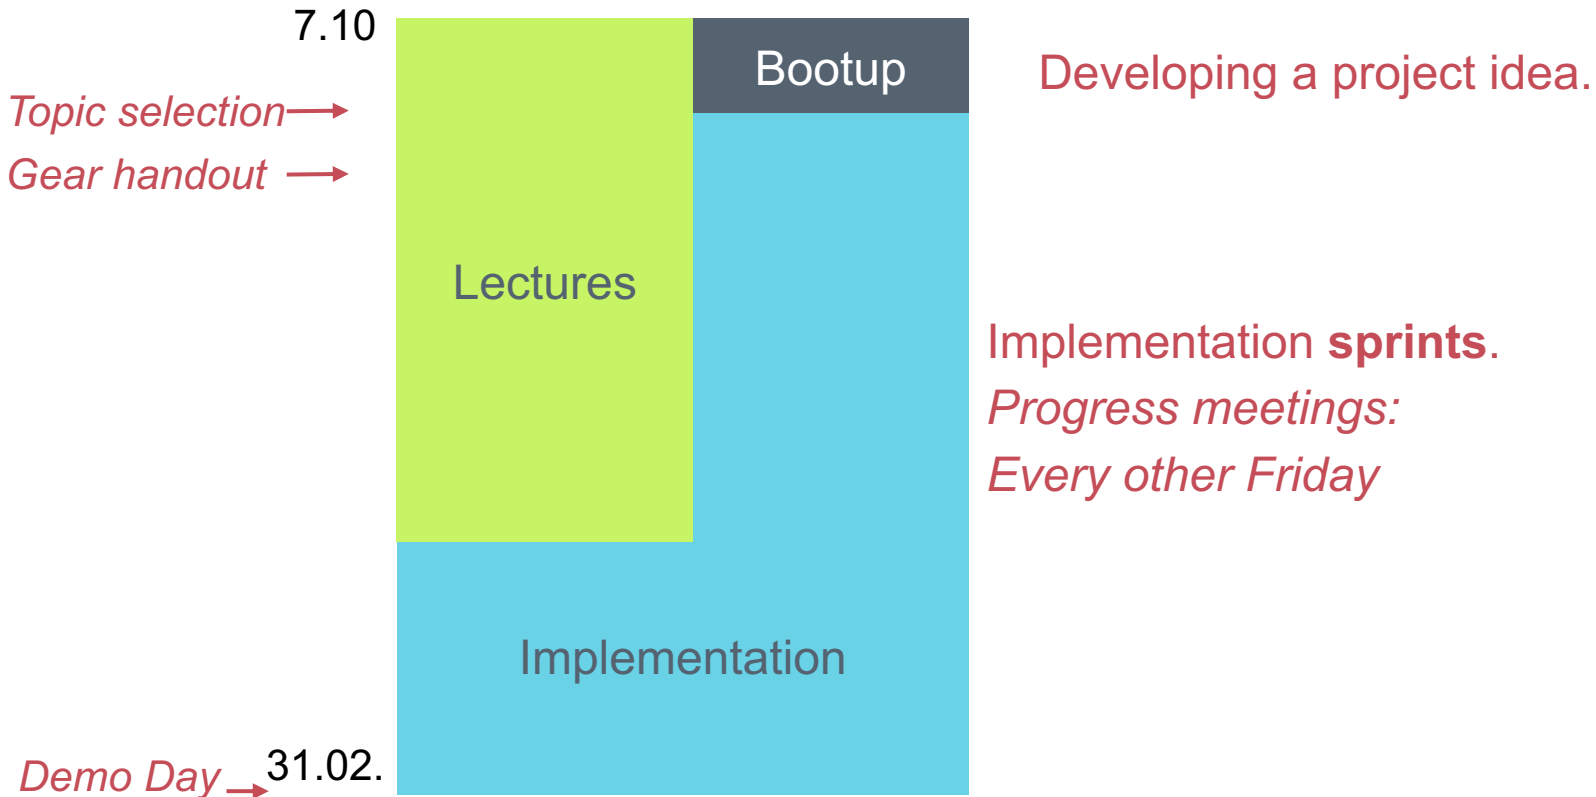 7.10
Bootup
Developing a project idea.
Topic selection
Gear handout
Lectures
Implementation sprints.
Progress meetings:
Every other Friday
Implementation
31.02.
Demo Day